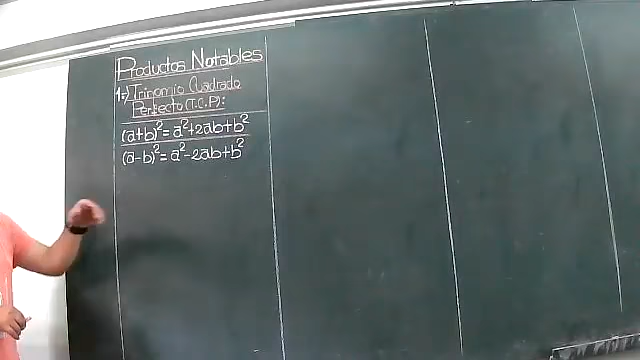 Productos Notables
1=) Trinomio Cuadrado
Perfecto (T.C.P):
(a+b)²= a²+2ab+b²
(a-b)²= a²-2ab+b²